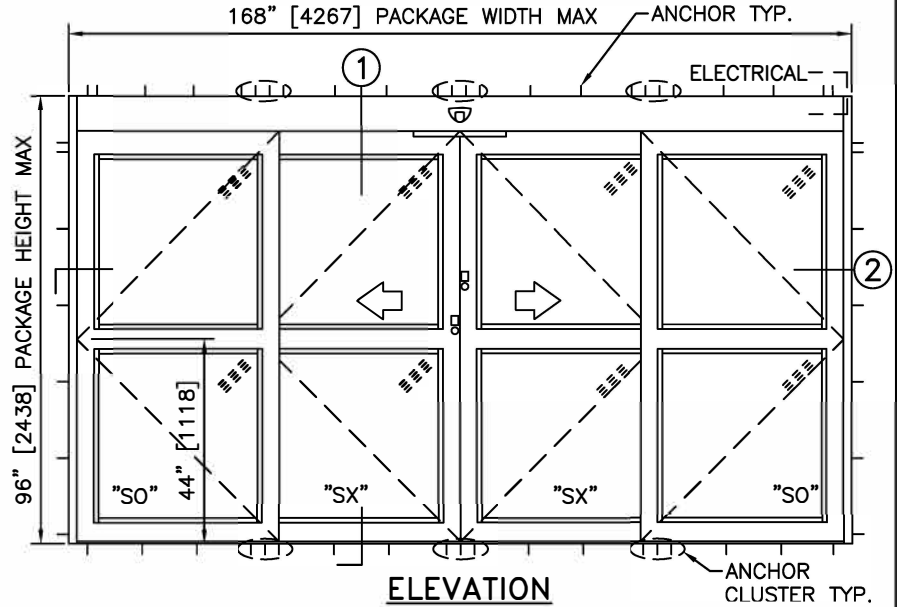 168" [4267] PACKAGE WIDTH MAX
ANCHOR TYP.
1
ELECTRICAL
96" [2438] PACKAGE HEIGHT MAX
2
44" [1118]
"SO"
"SX"
"SX"
"SO"
ELEVATION
ANCHOR
CLUSTER TYP.